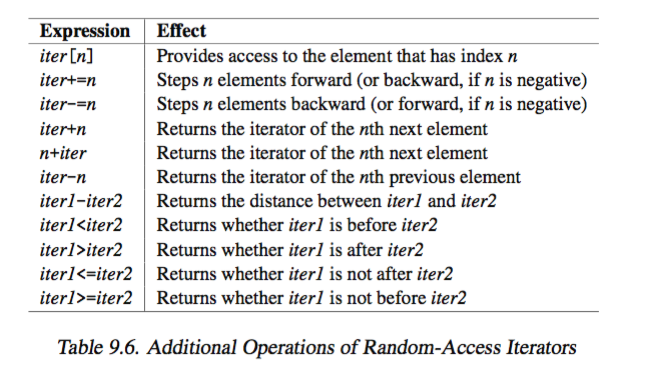 Expression Effect
iter[n] Provides access to the element that has index n
iter+=n Steps n elements forward (or backward, if n is negative)
iter-=n Steps n elements backward (or forward, if n is negative)
iter+n Returns the iterator of the nth next element
n+iter Returns the iterator of the nth next element
iter-n Returns the iterator of the nth previous element
iter1-iter2 Returns the distance between iter1 and iter2
iter1<iter2 Returns whether iter1 is before iter2
iter1>iter2 Returns whether iter1 is after iter2
iter1<=iter2 Returns whether iter1 is not after iter2
iter1>=iter2 Returns whether iter1 is not before iter2
Table 9.6. Additional Operations of Random-Access Iterators